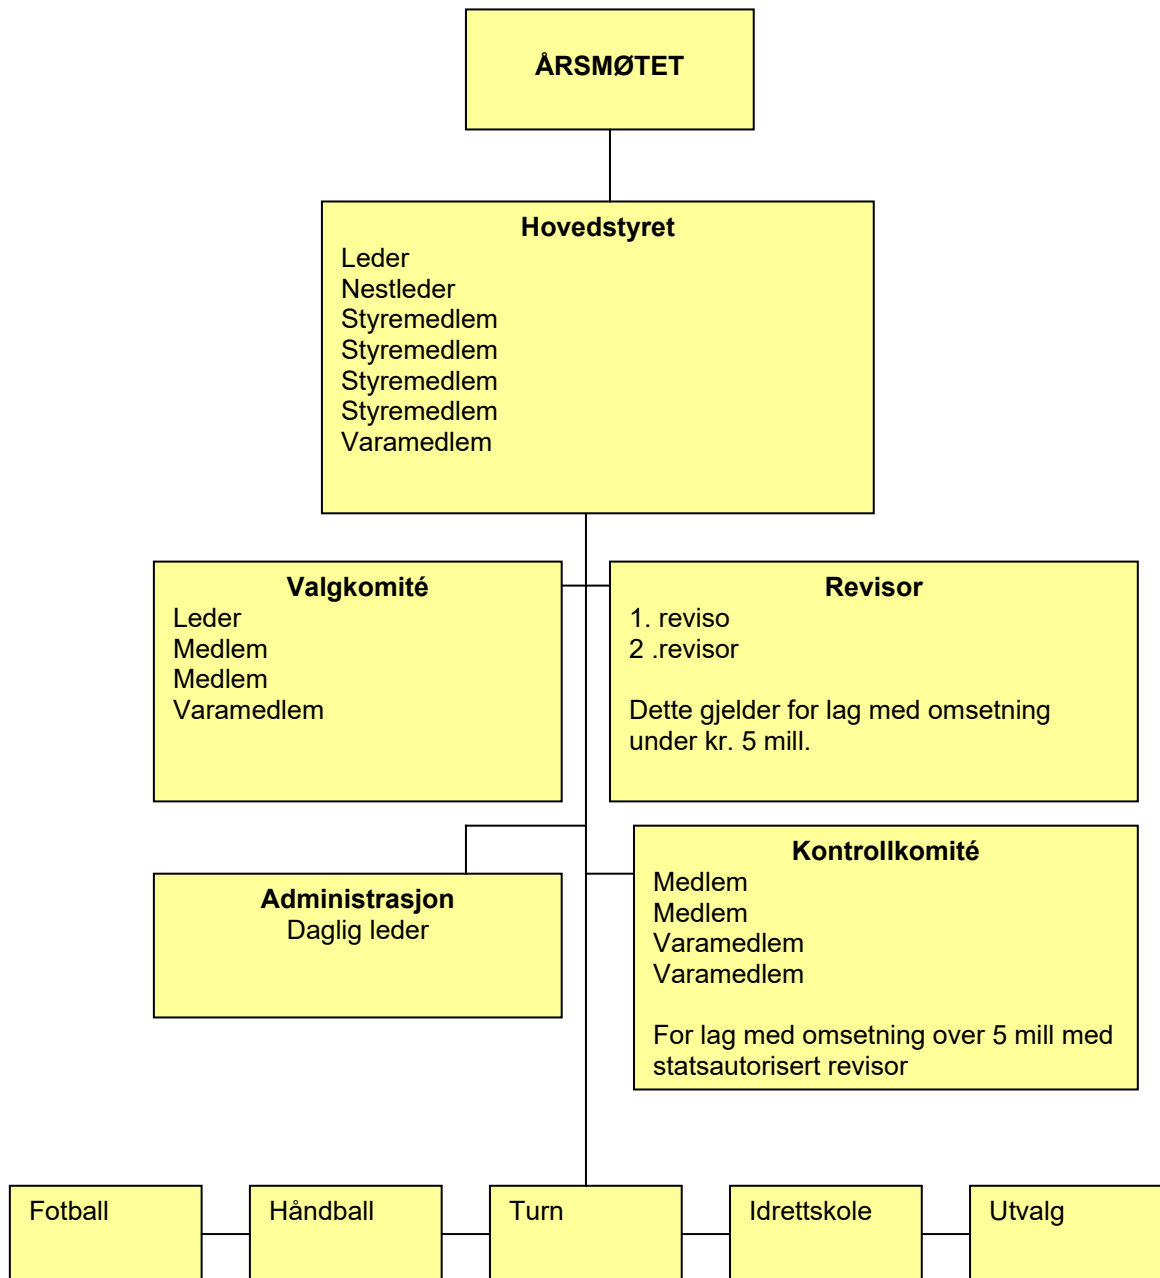 ÅRSMØTET
Hovedstyret
Leder
Nestleder
Styremedlem
Styremedlem
Styremedlem
Styremedlem
Varamedlem
Valgkomité
Leder
Medlem
Medlem
Varamedlem
Revisor
1. reviso
2 .revisor
Dette gjelder for lag med omsetning
under kr. 5 mill.
Administrasjon
Daglig leder
Kontrollkomité
Medlem
Medlem
Varamedlem
Varamedlem
For lag med omsetning over 5 mill med
statsautorisert revisor
Fotball
Håndball
Turn
Idrettskole
Utvalg